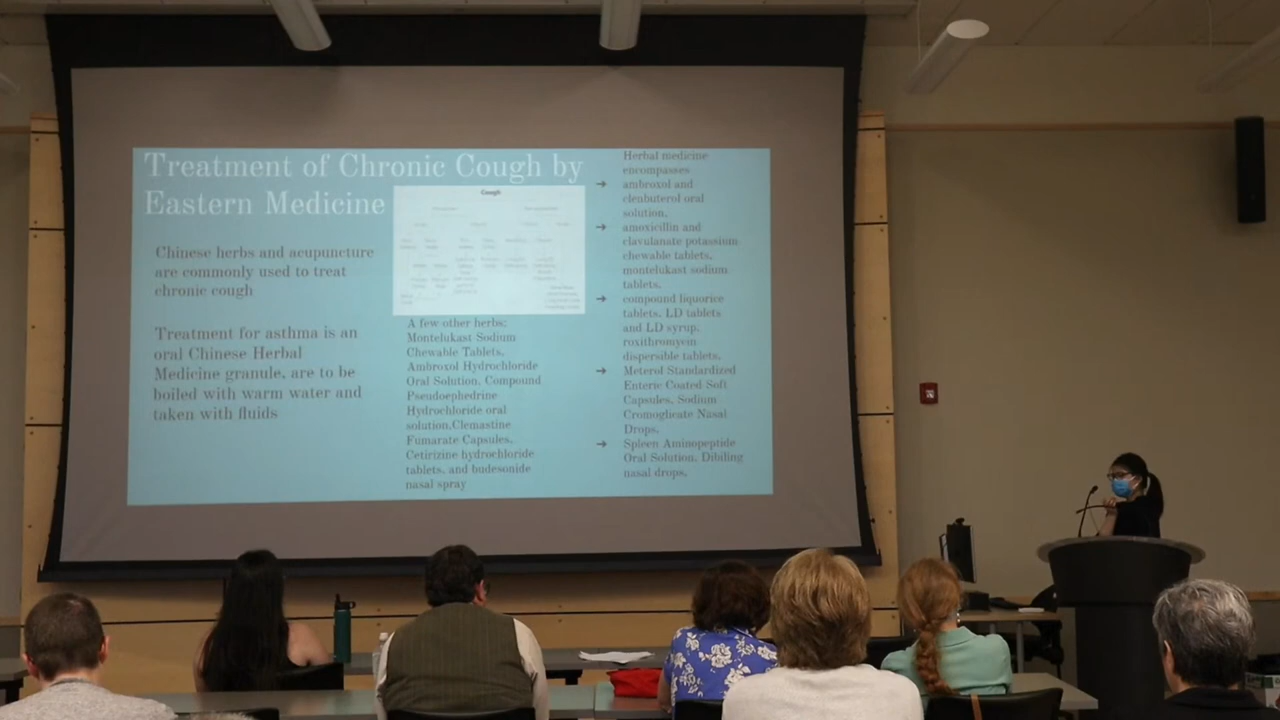 Treatment of Chronic Cough by
Eastern Medicine
Chinese herbs and acupuncture
are commonly used to treat
chronic cough
Treatment for asthma is an
oral Chinese Herbal
Medicine granule, are to be
boiled with warm water and
taken with fluids
Cough
A few other herbs:
Montelukast Sodium
Chewable Tablets,
Ambroxol Hydrochloride
Oral Solution, Compound
Pseudoephedrine
Hydrochloride oral
solution,Clemastine
Fumarate Capsules,
Cetirizine hydrochloride
tablets, and budesonide
nasal spray
Herbal medicine
encompasses
➔ ambroxol and
clenbuterol oral
solution,
➔ amoxicillin and
clavulanate potassium
chewable tablets,
montelukast sodium
tablets,
➔ compound liquorice
tablets, LD tablets
and LD syrup,
roxithromycin
dispersible tablets,
➔ Meterol Standardized
Enteric Coated Soft
Capsules, Sodium
Cromoglicate Nasal
Drops,
➔ Spleen Aminopeptide
Oral Solution, Dibiling
nasal drops,